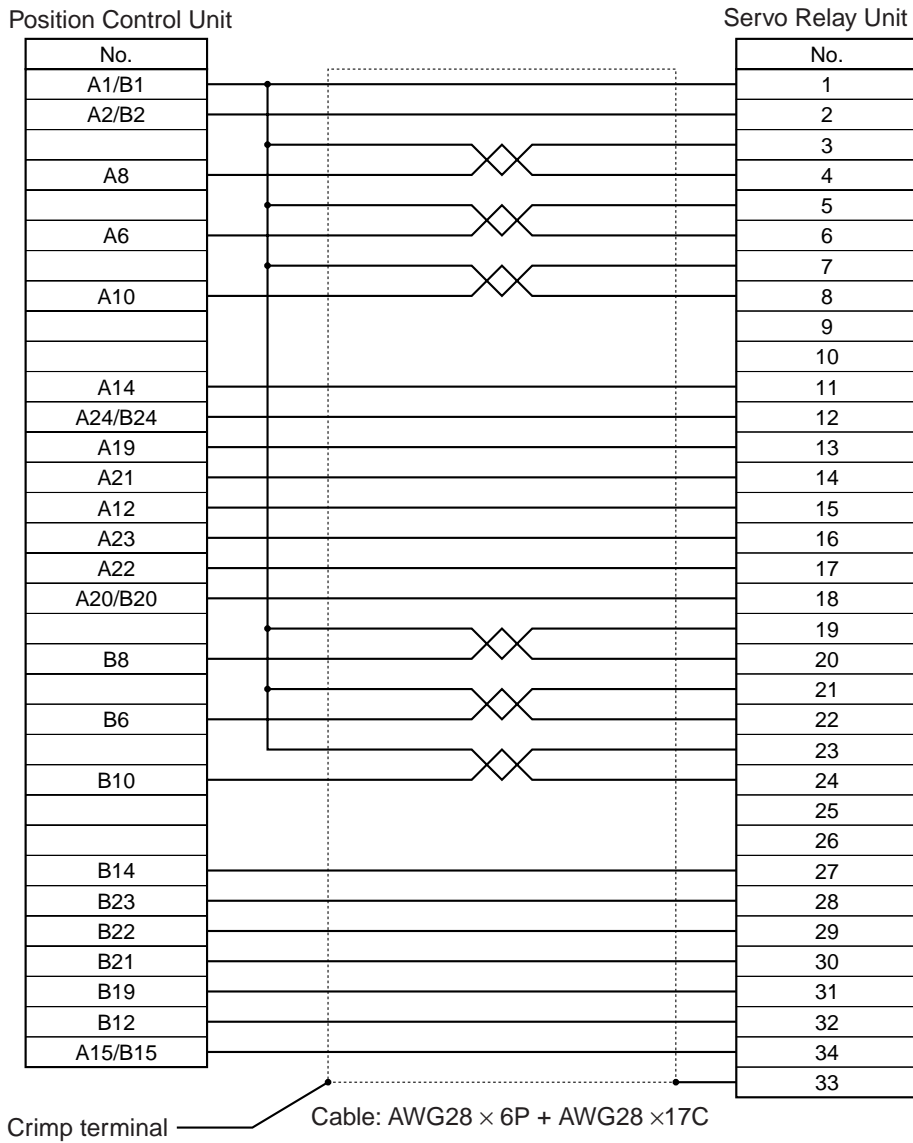 Position Control Unit Servo Relay Unit
No. No.
A1/B1 1
A2/B2 2
3
A8 4
5
A6 6
7
A10 8
9
10
A14 11
A24/B24 12
A19 13
A21 14
A12 15
A23 16
A22 17
A20/B20 18
19
B8 20
21
B6 22
23
B10 24
25
26
B14 27
B23 28
B22 29
B21 30
B19 31
B12 32
A15/B15 34
33
Crimp terminal Cable: AWG28 × 6P + AWG28 ×17C